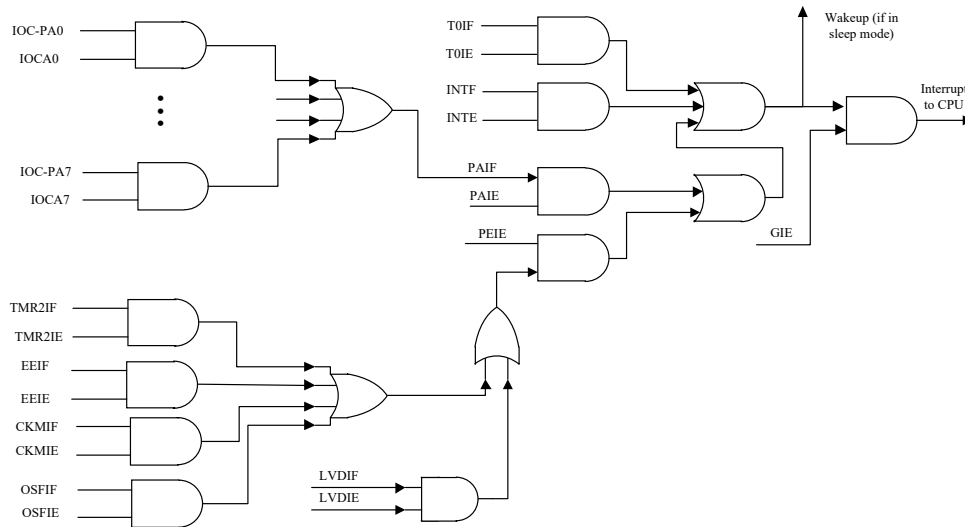 IOC-PA0
IOCA0
IOC-PA7
IOCA7
T0IF
T0IE
INTF
INTE
PAIF
PAIE
PEIE
Wakeup (if in
sleep mode)
Interrupt
to CPU
GIE
TMR2IF
TMR2IE
EEIF
EEIE
CKMIF
CKMIE
OSFIF
OSFIE
LVDIF
LVDIE